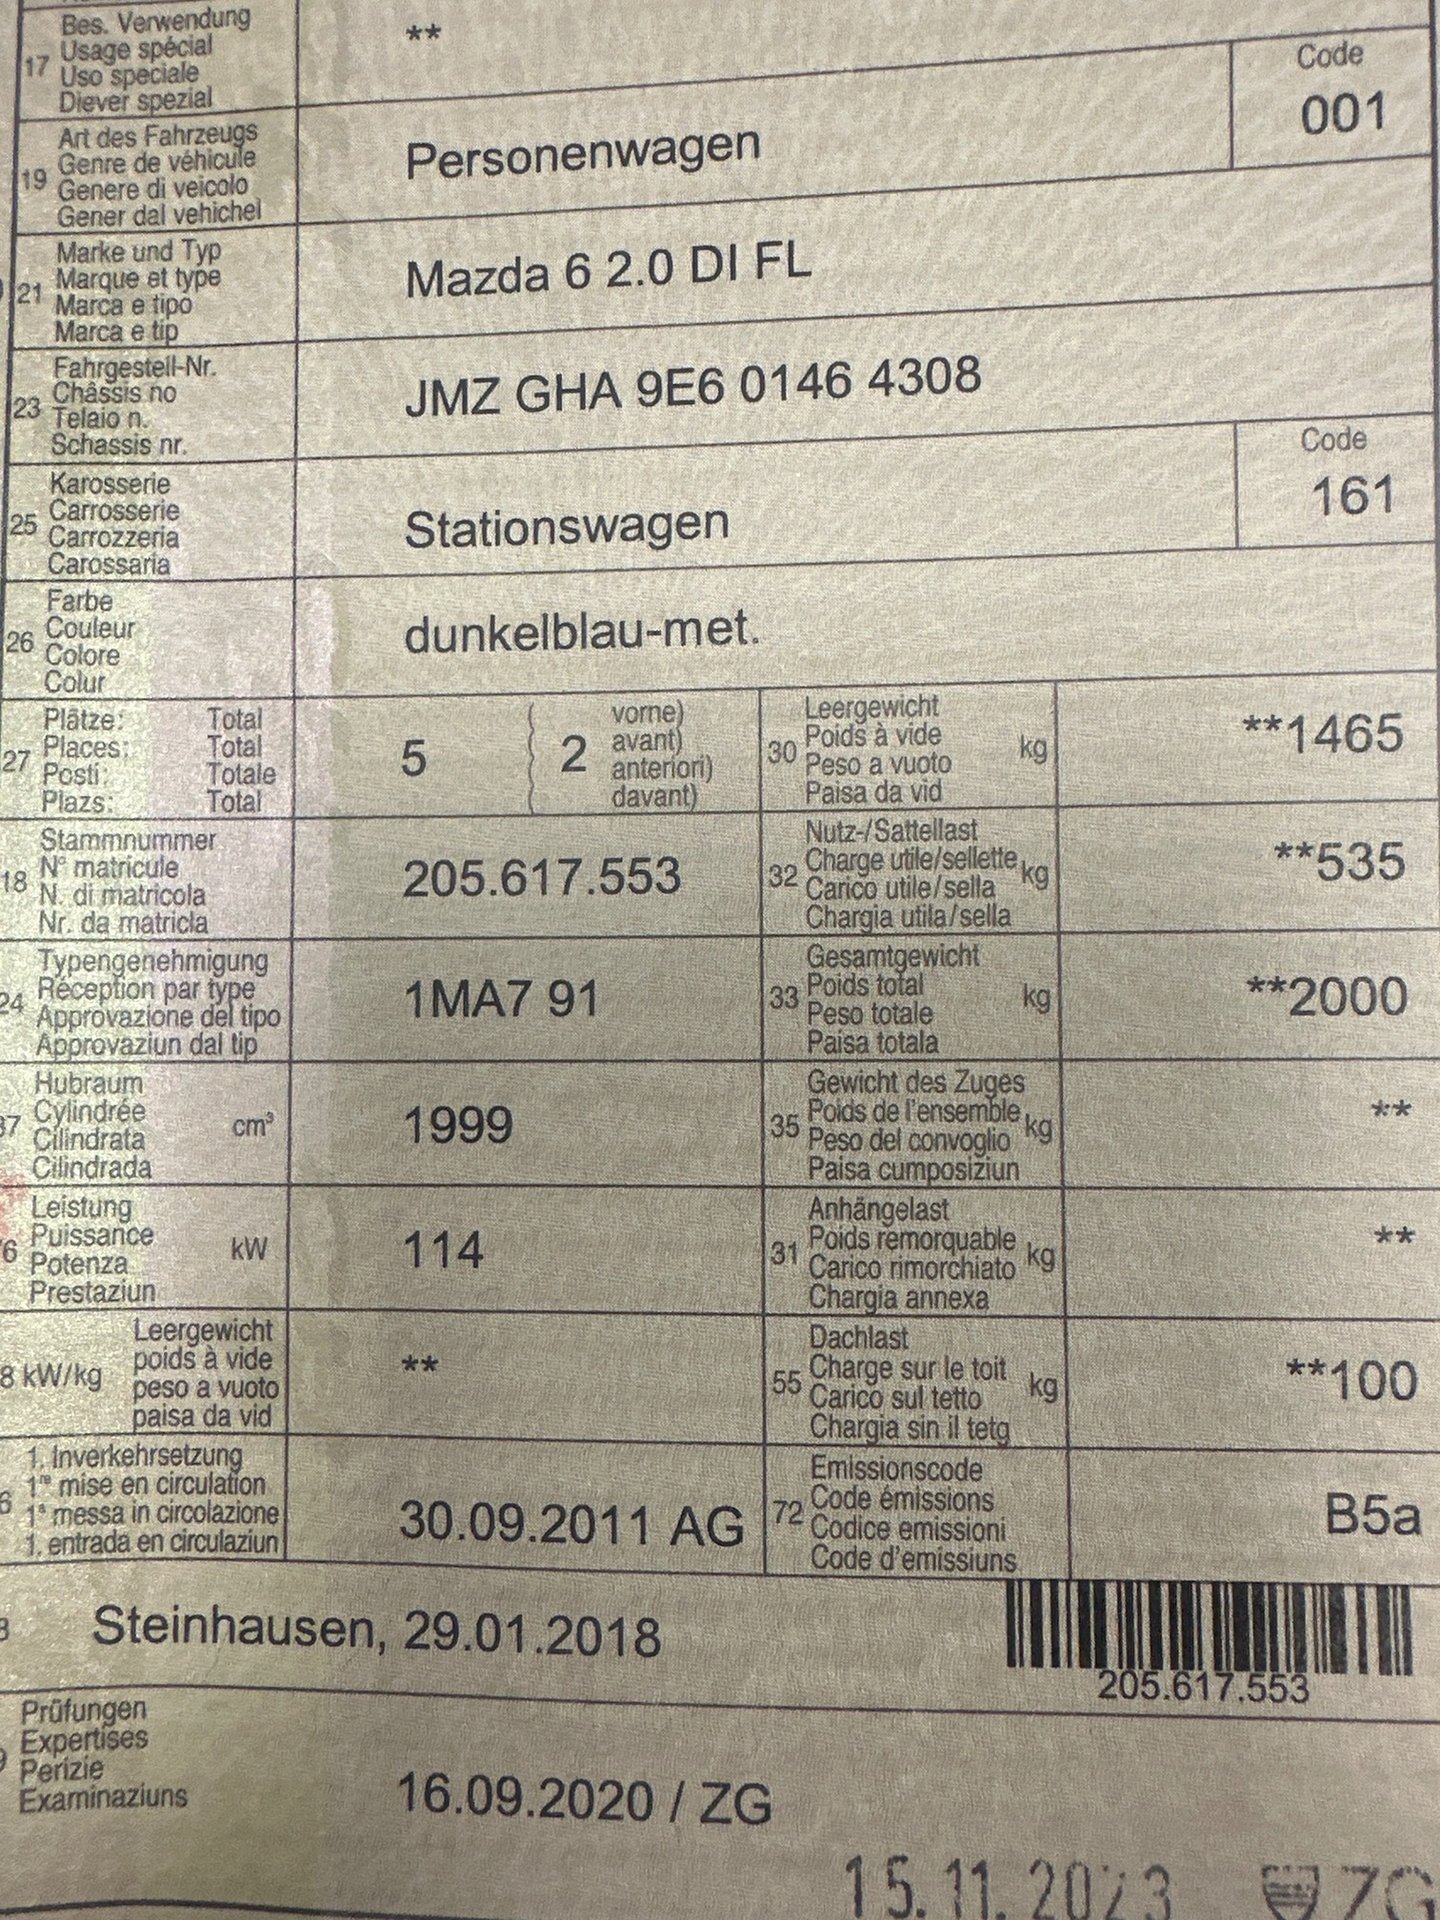 Bes. Verwendung
17 Usage spécial
Uso speciale
Diever spezial
**
Art des Fahrzeugs
19 Genre de véhicule
Genere di veicolo
Gener dal vehichel
Personenwagen
Code
001
Marke und Typ
21 Marque et type
Marca e tipo
Marca e tip
Mazda 6 2.0 DI FL
Fahrgestell-Nr.
23 Châssis no
Telaio n.
Schassis nr.
JMZ GHA 9E6 0146 4308
Karosserie
25 Carrosserie
Carrozzeria
Carossaria
Stationswagen
Code
161
Farbe
26 Couleur
Colore
Colur
dunkelblau-met.
Plätze: Total
27 Places: Total
Posti: Totale
Plazs: Total
5 ( 2 vorne)
( avant)
( anteriori)
( davant)
Leergewicht
30 Poids à vide kg
Peso a vuoto
Paisa da vid
**1465
Stammnummer
18 N° matricule
N. di matricola
Nr. da matricla
205.617.553
Nutz-/Sattellast
32 Charge utile/sellette kg
Carico utile/sella
Chargia utila/sella
**535
Typengenehmigung
24 Réception par type
Approvazione del tipo
Approvaziun dal tip
1MA7 91
Gesamtgewicht
33 Poids total kg
Peso totale
Paisa totala
**2000
Hubraum
37 Cylindrée cm³
Cilindrata
Cilindrada
1999
Gewicht des Zuges
35 Poids de l'ensemble kg
Peso del convoglio
Paisa cumposiziun
**
Leistung
6 Puissance kW
Potenza
Prestaziun
114
Anhängelast
31 Poids remorquable kg
Carico rimorchiato
Chargia annexa
**
Leergewicht
8 kW/kg poids à vide
peso a vuoto
paisa da vid
**
Dachlast
55 Charge sur le toit kg
Carico sul tetto
Chargia sin il tetg
**100
1. Inverkehrsetzung
6 1re mise en circulation
1a messa in circolazione
1. entrada en circulaziun
30.09.2011 AG
Emissionscode
72 Code émissions
Codice emissioni
Code d'emissiuns
B5a
Steinhausen, 29.01.2018
205.617.553
Prüfungen
Expertises
Perizie
Examinaziuns
16.09.2020 / ZG
15.11.2023 ZG